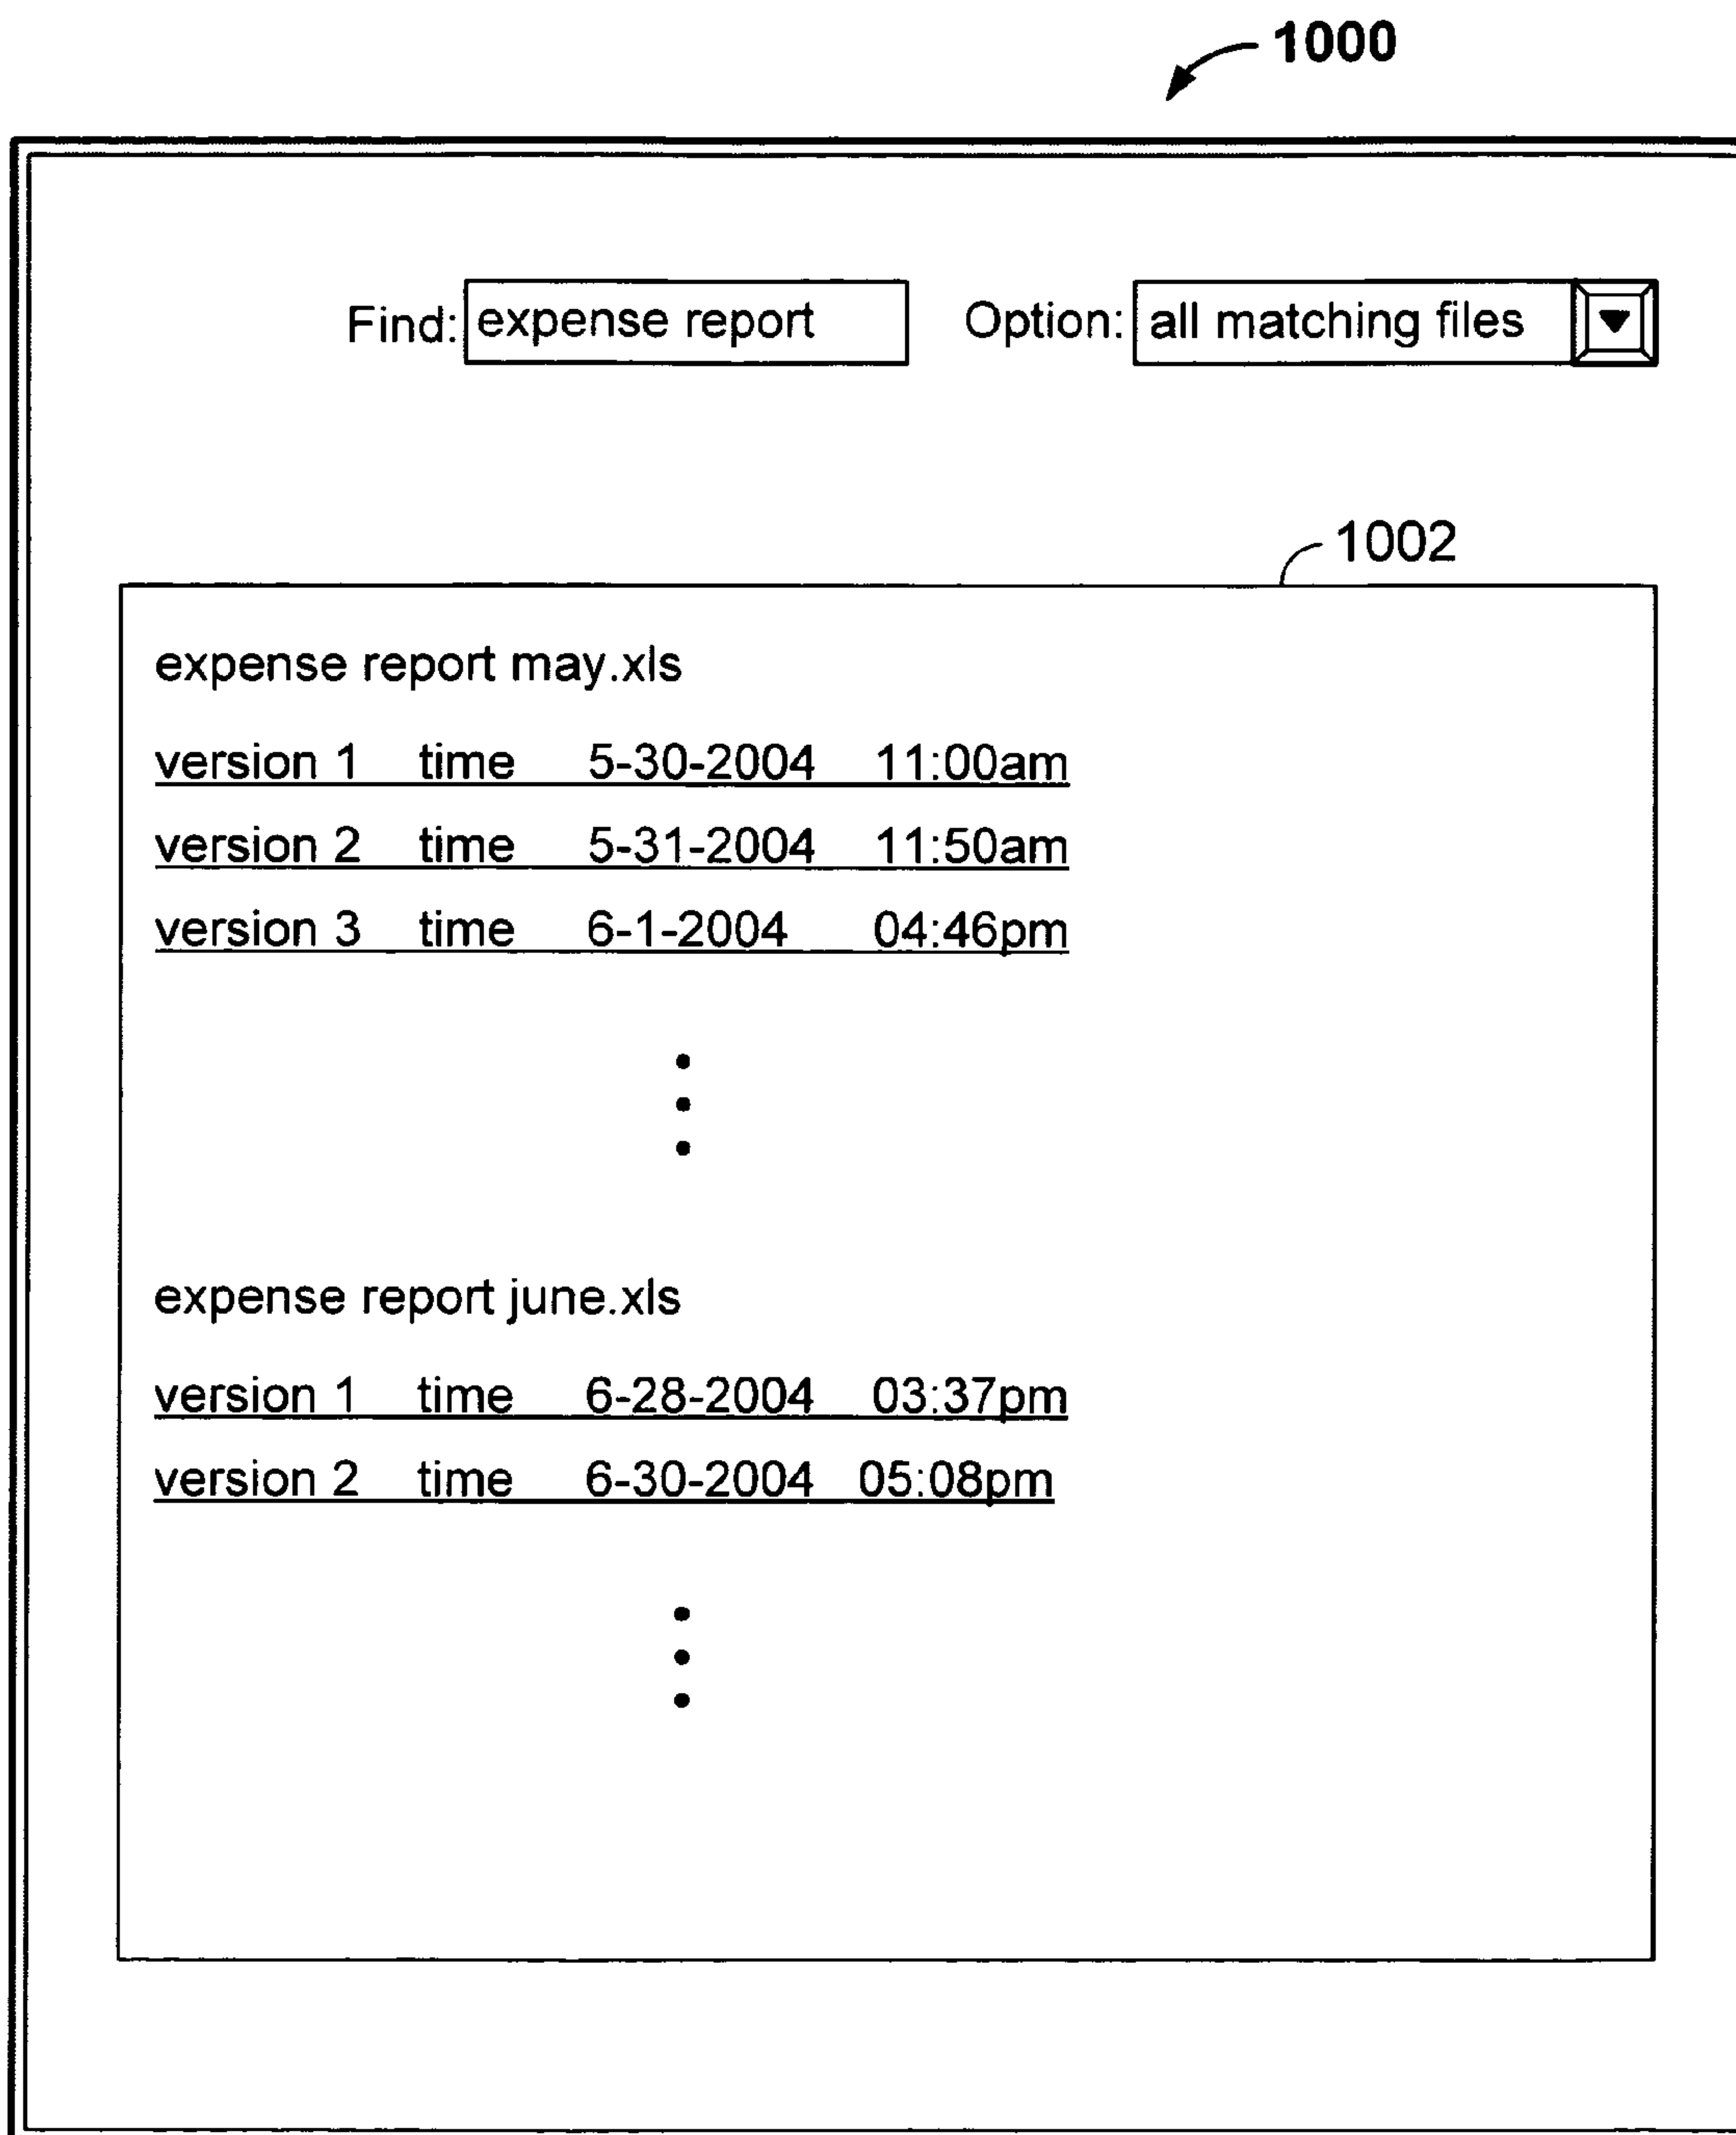 1000
Find: expense report Option: all matching files
1002
expense report may.xls
version 1 time 5-30-2004 11:00am
version 2 time 5-31-2004 11:50am
version 3 time 6-1-2004 04:46pm
expense report june.xls
version 1 time 6-28-2004 03:37pm
version 2 time 6-30-2004 05:08pm